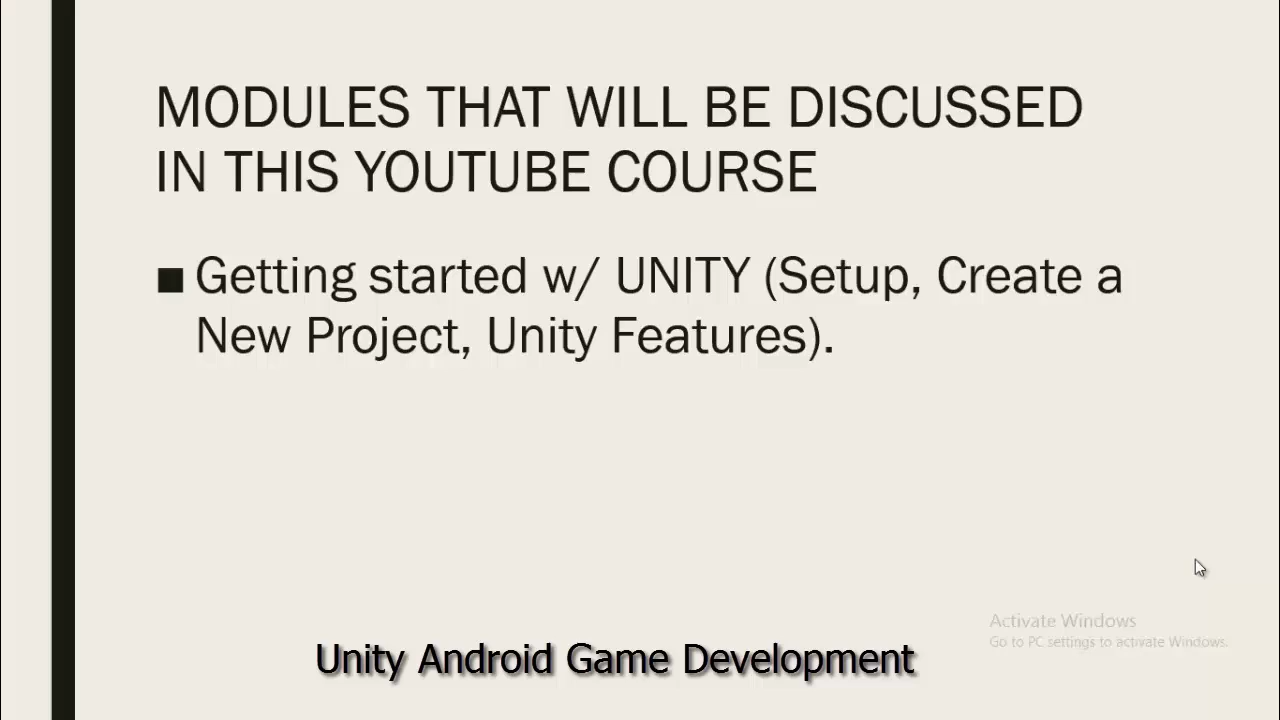 MODULES THAT WILL BE DISCUSSED
IN THIS YOUTUBE COURSE
■ Getting started w/ UNITY (Setup, Create a
New Project, Unity Features).
Activate Windows
Go to PC settings to activate Windows.
Unity Android Game Development